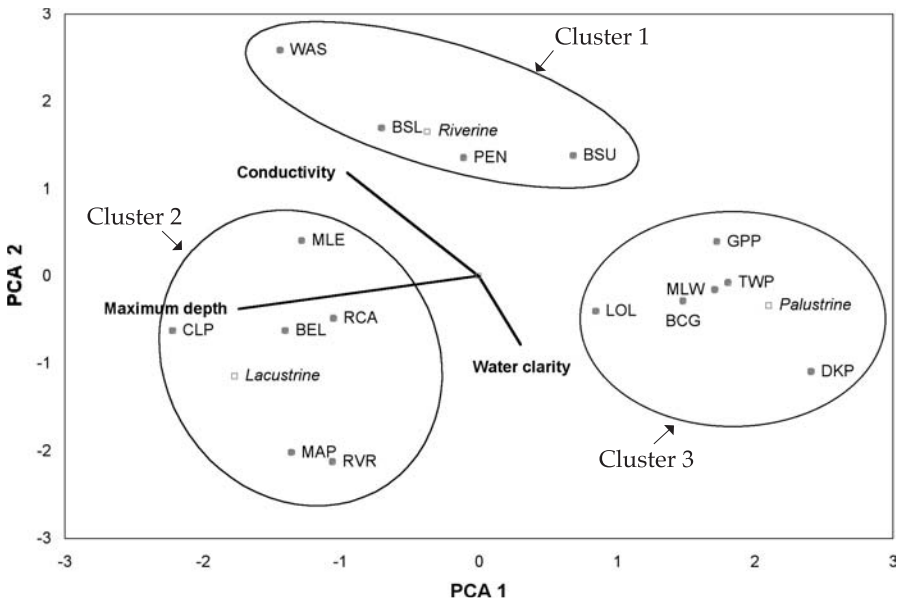 3
Cluster 1
WAS
2
BSL
Riverine
PEN
BSU
1
Conductivity
Cluster 2
MLE
GPP
PCA 2
0
TWP
MLW
Palustrine
Maximum depth
BCG
LOL
RCA
CLP
BEL
-1
Water clarity
Lacustrine
DKP
-2
MAP
RVR
Cluster 3
-3
-3
-2
-1
0
1
2
3
PCA 1